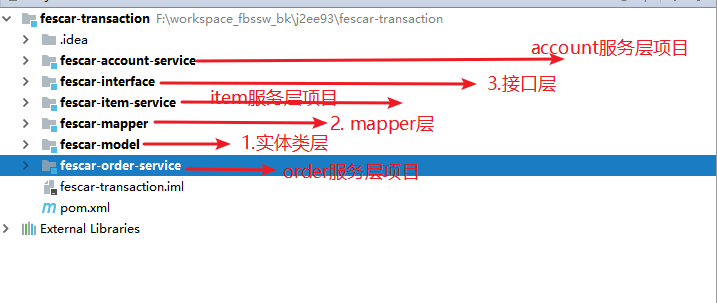 fescar-transaction F:\workspace_fbssw_bk\j2ee93\fescar-transaction
.idea
fescar-account-service account服务层项目
fescar-interface 3.接口层
fescar-item-service item服务层项目
fescar-mapper 2. mapper层
fescar-model 1.实体类层
fescar-order-service order服务层项目
fescar-transaction.iml
pom.xml
External Libraries